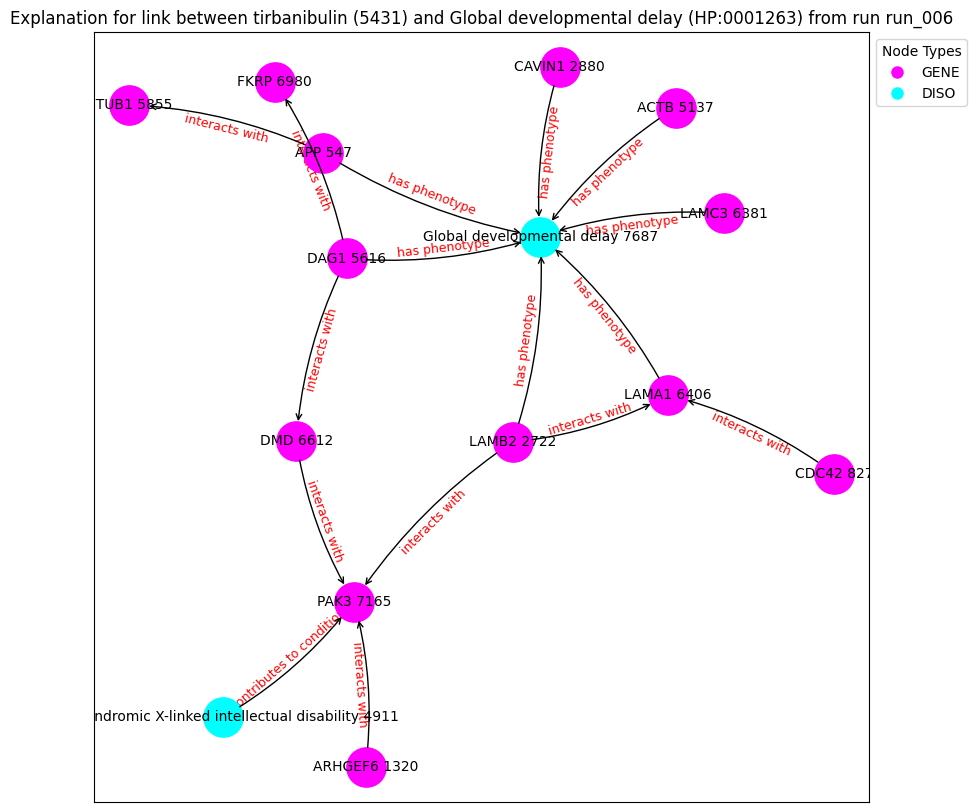 Explanation for link between tirbanibulin (5431) and Global developmental delay (HP:0001263) from run run_006
Node Types
GENE
DISO
CAVIN1 2880
FKRP 6980
TUB1 5855
ACTB 5137
interacts with
APP 547
has phenotype
has phenotype
interacts with
has phenotype
LAMC3 6381
has phenotype
Global developmental delay 7687
has phenotype
DAG1 5616
interacts with
has phenotype
has phenotype
LAMA1 6406
interacts with
interacts with
DMD 6612
LAMB2 2722
CDC42 827
interacts with
interacts with
PAK3 7165
ontributes to conditio
interacts with
ndromic X-linked intellectual disability 4911
ARHGEF6 1320